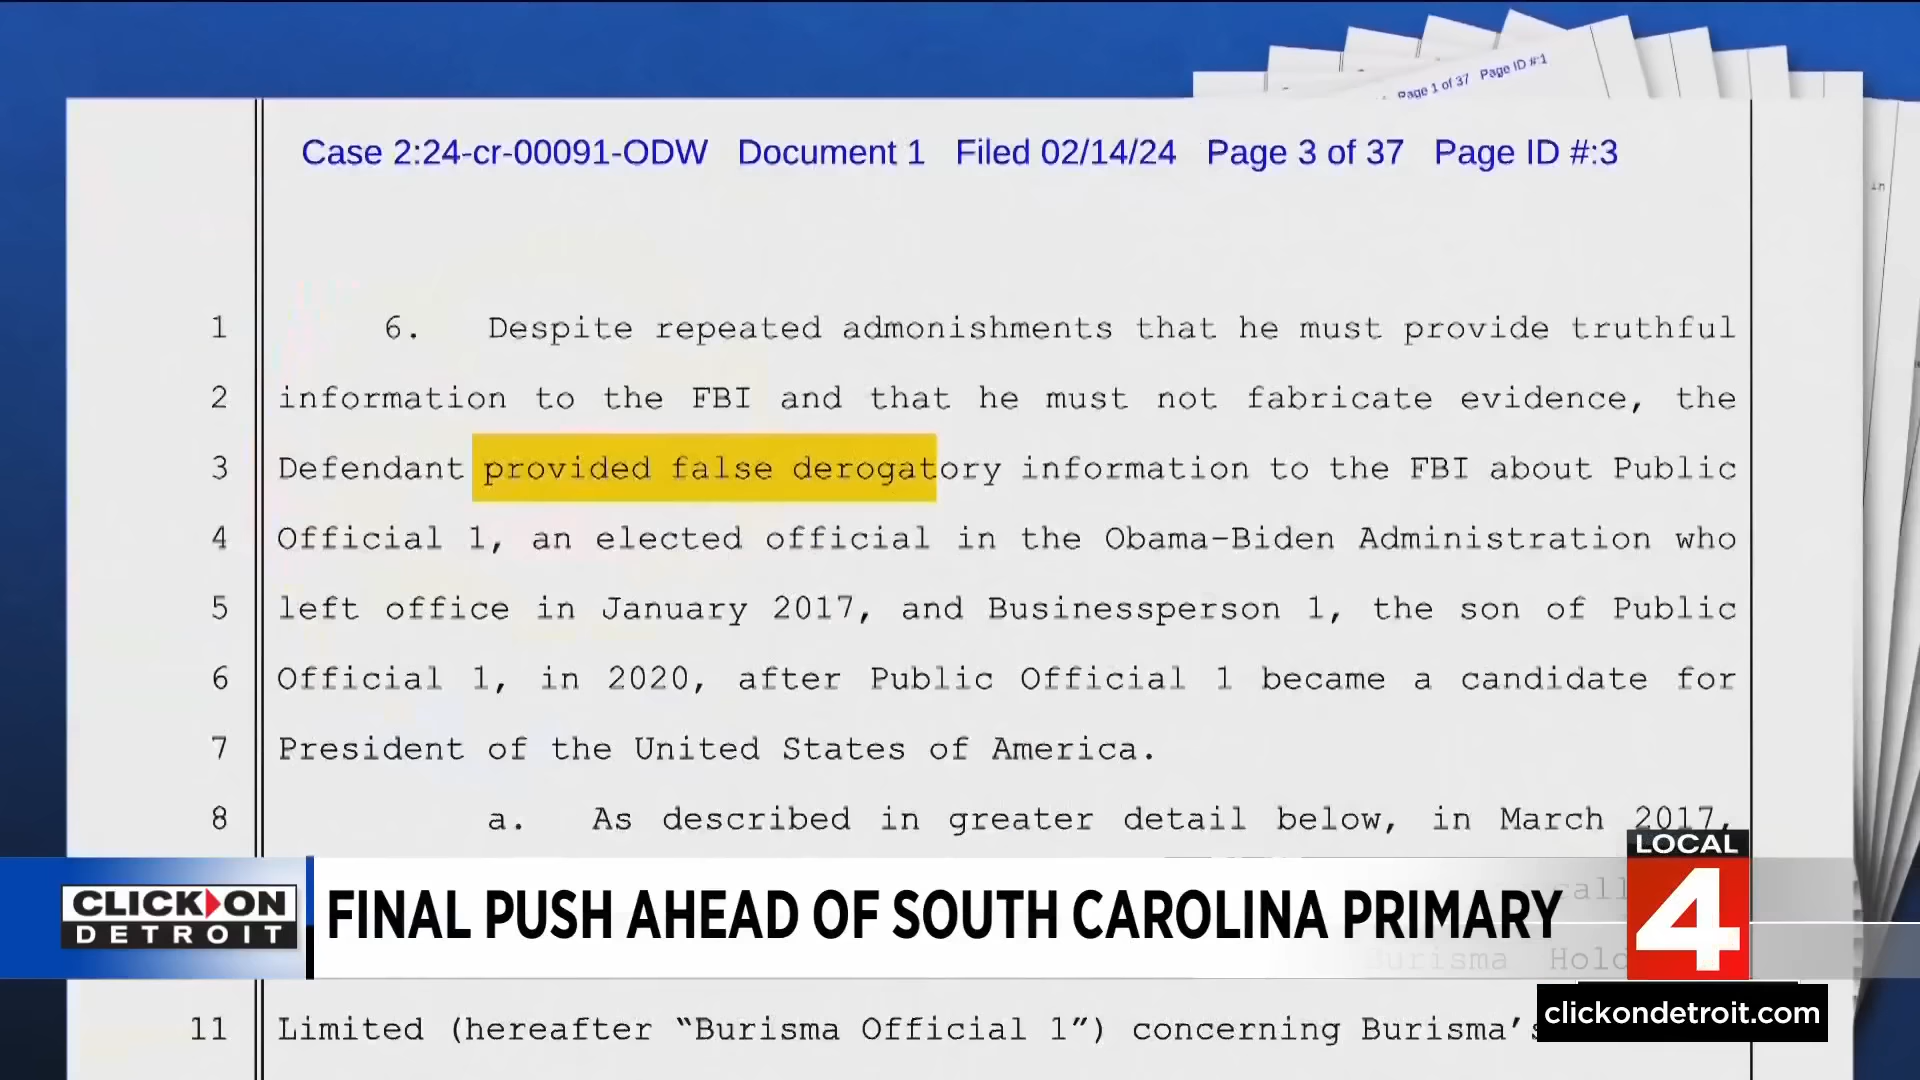 Page 1 of 37 Page ID #:1
Case 2:24-cr-00091-ODW Document 1 Filed 02/14/24 Page 3 of 37 Page ID #:3
in
1 6. Despite repeated admonishments that he must provide truthful
2 information to the FBI and that he must not fabricate evidence, the
3 Defendant provided false derogatory information to the FBI about Public
4 Official 1, an elected official in the Obama-Biden Administration who
5 left office in January 2017, and Businessperson 1, the son of Public
6 Official 1, in 2020, after Public Official 1 became a candidate for
7 President of the United States of America.
8 a. As described in greater detail below, in March 2017,
LOCAL
4
call
CLICK ON
DETROIT
FINAL PUSH AHEAD OF SOUTH CAROLINA PRIMARY
Burisma Hold
clickondetroit.com
11 Limited (hereafter “Burisma Official 1”) concerning Burisma’s